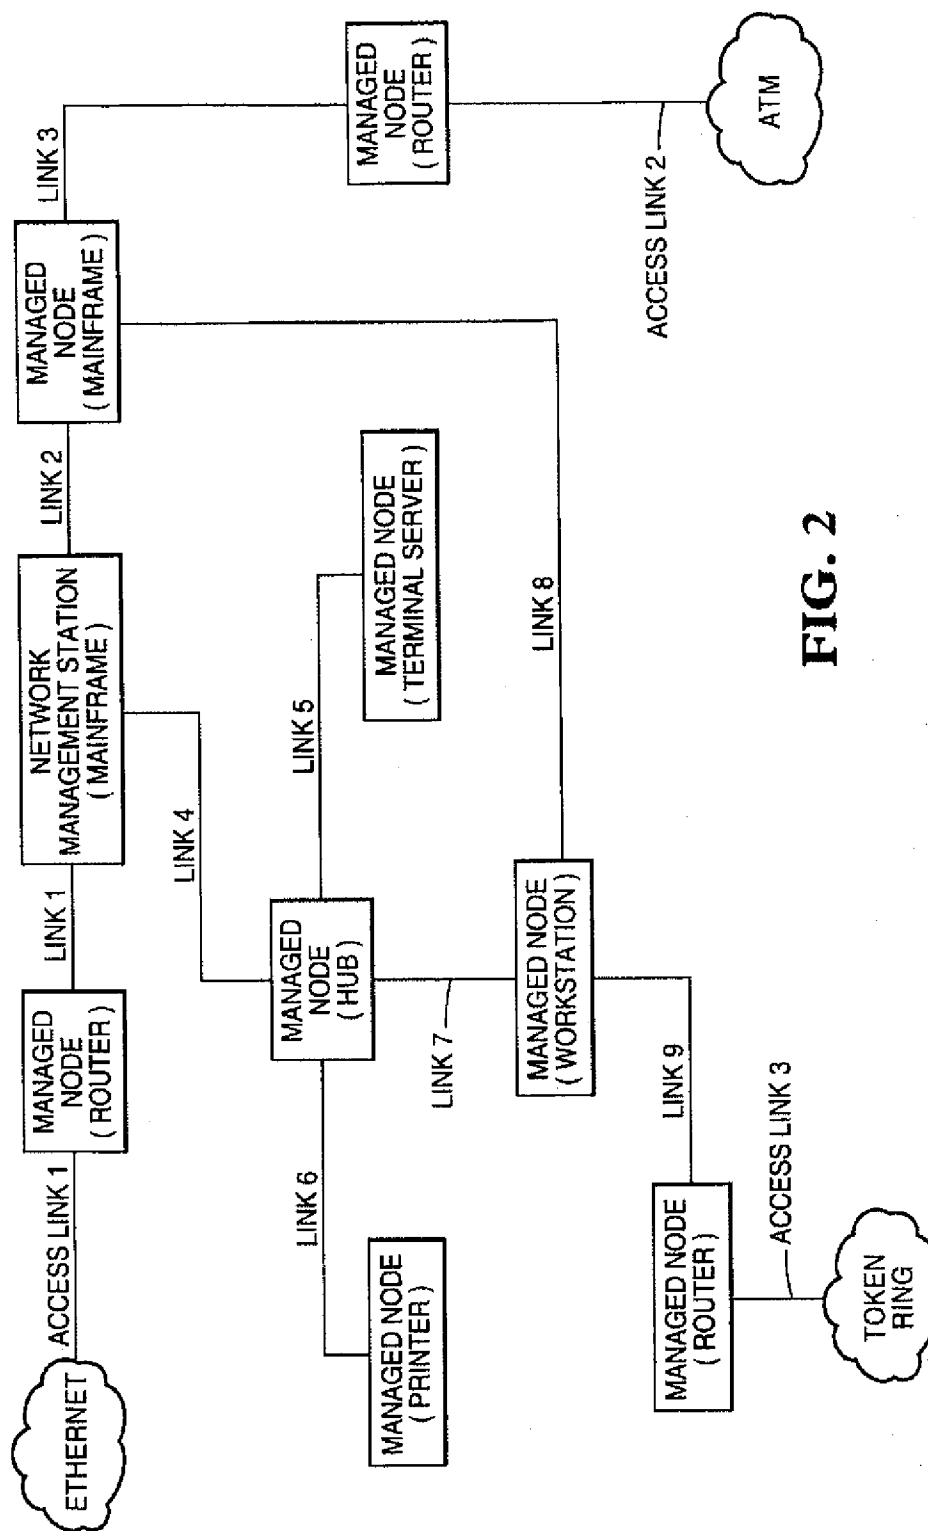 ETHERNET
ACCESS LINK 1
MANAGED
NODE
( ROUTER )
LINK 1
NETWORK
MANAGEMENT STATION
( MAINFRAME )
LINK 2
MANAGED
NODE
( MAINFRAME )
LINK 3
MANAGED
NODE
( ROUTER )
ACCESS LINK 2
ATM
LINK 4
MANAGED
NODE
( HUB )
LINK 5
MANAGED NODE
( TERMINAL SERVER )
LINK 6
MANAGED NODE
( PRINTER )
LINK 7
MANAGED NODE
( WORKSTATION )
LINK 8
LINK 9
MANAGED NODE
( ROUTER )
ACCESS LINK 3
TOKEN
RING
FIG. 2